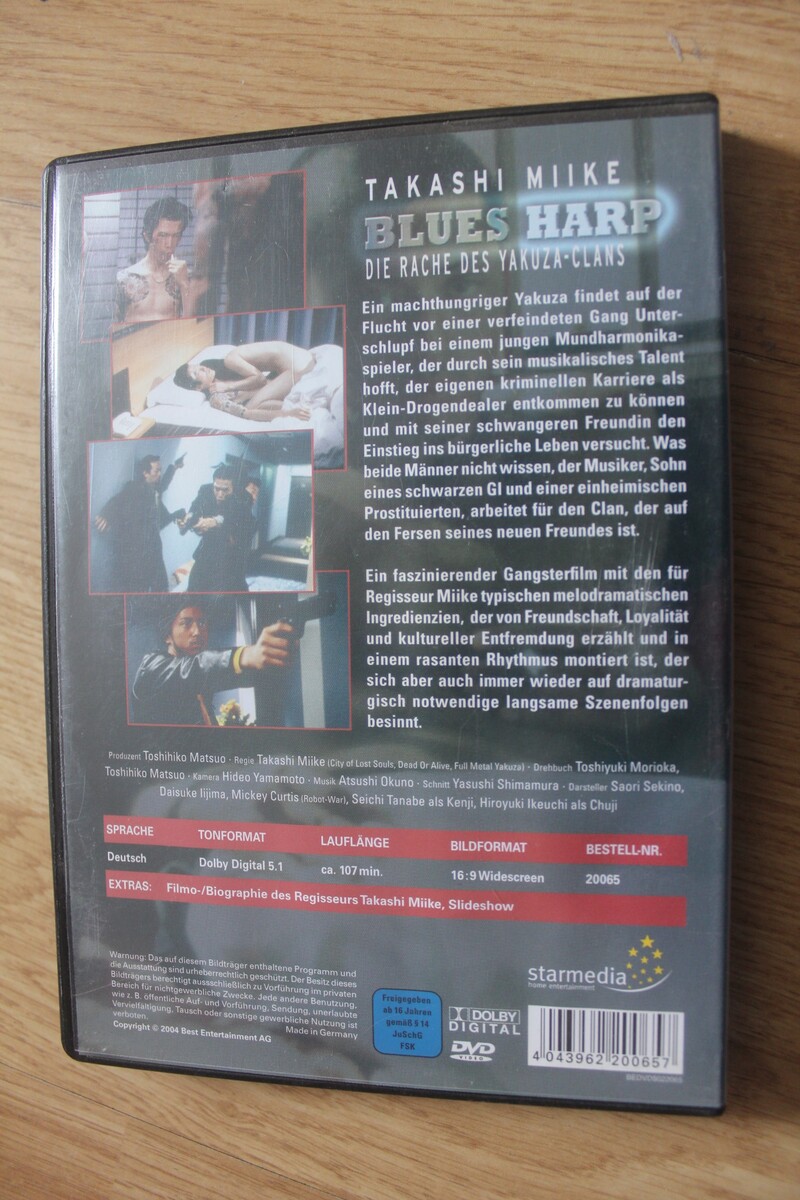 TAKASHI MIIKE
BLUES HARP
DIE RACHE DES YAKUZA-CLANS
Ein machthungriger Yakuza findet auf der
Flucht vor einer verfeindeten Gang Unter-
schlupf bei einem jungen Mundharmonika-
spieler, der durch sein musikalisches Talent
hofft, der eigenen kriminellen Karriere als
Klein-Drogendealer entkommen zu können
und mit seiner schwangeren Freundin den
Einstieg ins bürgerliche Leben versucht. Was
beide Männer nicht wissen, der Musiker, Sohn
eines schwarzen GI und einer einheimischen
Prostituierten, arbeitet für den Clan, der auf
den Fersen seines neuen Freundes ist.
Ein faszinierender Gangsterfilm mit den für
Regisseur Miike typischen melodramatischen
Ingredienzien, der von Freundschaft, Loyalität
und kultureller Entfremdung erzählt und in
einem rasanten Rhythmus montiert ist, der
sich aber auch immer wieder auf dramatur-
gisch notwendige langsame Szenenfolgen
besinnt.
Produzent Toshihiko Matsuo · Regie Takashi Miike (City of Lost Souls, Dead Or Alive, Full Metal Yakuza) · Drehbuch Toshiyuki Morioka,
Toshihiko Matsuo · Kamera Hideo Yamamoto · Musik Atsushi Okuno · Schnitt Yasushi Shimamura · Darsteller Saori Sekino,
Daisuke Iijima, Mickey Curtis (Robot-War), Seichi Tanabe als Kenji, Hiroyuki Ikeuchi als Chuji
SPRACHE TONFORMAT LAUFLÄNGE BILDFORMAT BESTELL-NR.
Deutsch Dolby Digital 5.1 ca. 107 min. 16:9 Widescreen 20065
EXTRAS: Filmo-/Biographie des Regisseurs Takashi Miike, Slideshow
Warnung: Das auf diesem Bildträger enthaltene Programm und
die Ausstattung sind urheberrechtlich geschützt. Der Besitz dieses
Bildträgers berechtigt ausschließlich zu Vorführung im privaten
Bereich für nichtgewerbliche Zwecke. Jede andere Benutzung,
wie z. B. öffentliche Auf- und Vorführung, Sendung, unerlaubte
Vervielfältigung, Tausch oder sonstige gewerbliche Nutzung ist
verboten.
Made in Germany
Copyright © 2004 Best Entertainment AG
Freigegeben
ab 16 Jahren
gemäß § 14
JuSchG
FSK
DOLBY
DIGITAL
DVD
VIDEO
starmedia
home entertainment
4 043962 200657